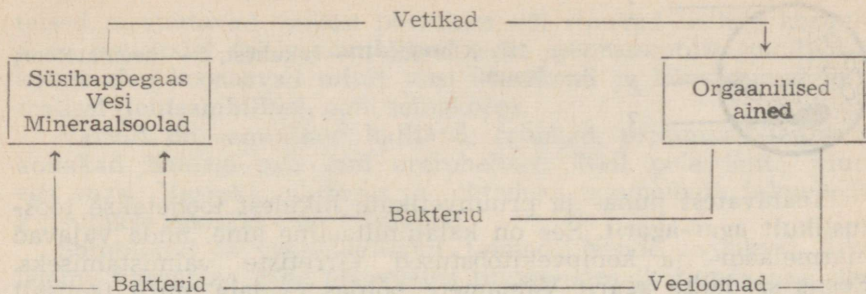 Vetikad
Süsihappegaas
Vesi
Mineraalsoolad
Orgaanilised
ained
Bakterid
Bakterid
Veeloomad